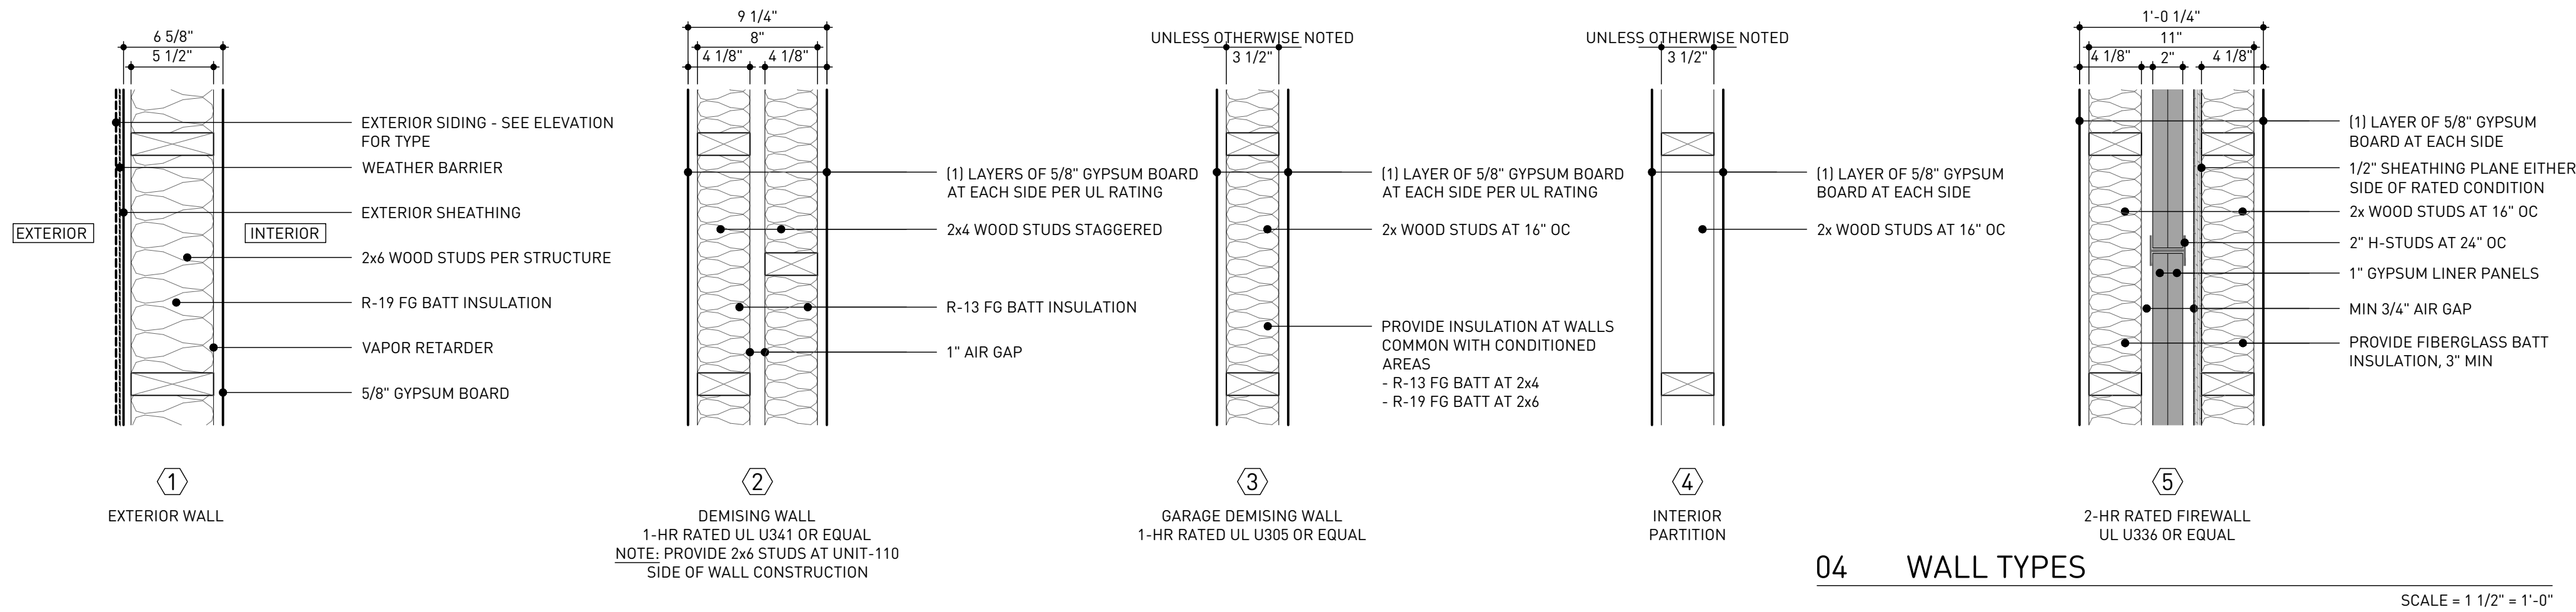 6 5/8"
5 1/2"
EXTERIOR SIDING - SEE ELEVATION
FOR TYPE
WEATHER BARRIER
EXTERIOR SHEATHING
EXTERIOR
INTERIOR
2x6 WOOD STUDS PER STRUCTURE
R-19 FG BATT INSULATION
VAPOR RETARDER
5/8" GYPSUM BOARD
1
EXTERIOR WALL
9 1/4"
8"
4 1/8"
4 1/8"
(1) LAYERS OF 5/8" GYPSUM BOARD
AT EACH SIDE PER UL RATING
2x4 WOOD STUDS STAGGERED
R-13 FG BATT INSULATION
1" AIR GAP
2
DEMISING WALL
1-HR RATED UL U341 OR EQUAL
NOTE: PROVIDE 2x6 STUDS AT UNIT-110
SIDE OF WALL CONSTRUCTION
UNLESS OTHERWISE NOTED
3 1/2"
(1) LAYER OF 5/8" GYPSUM BOARD
AT EACH SIDE PER UL RATING
2x WOOD STUDS AT 16" OC
PROVIDE INSULATION AT WALLS
COMMON WITH CONDITIONED
AREAS
- R-13 FG BATT AT 2x4
- R-19 FG BATT AT 2x6
3
GARAGE DEMISING WALL
1-HR RATED UL U305 OR EQUAL
UNLESS OTHERWISE NOTED
3 1/2"
(1) LAYER OF 5/8" GYPSUM
BOARD AT EACH SIDE
2x WOOD STUDS AT 16" OC
4
INTERIOR
PARTITION
1'-0 1/4"
11"
4 1/8"
2"
4 1/8"
(1) LAYER OF 5/8" GYPSUM
BOARD AT EACH SIDE
1/2" SHEATHING PLANE EITHER
SIDE OF RATED CONDITION
2x WOOD STUDS AT 16" OC
2" H-STUDS AT 24" OC
1" GYPSUM LINER PANELS
MIN 3/4" AIR GAP
PROVIDE FIBERGLASS BATT
INSULATION, 3" MIN
5
2-HR RATED FIREWALL
UL U336 OR EQUAL
04 WALL TYPES
SCALE = 1 1/2" = 1'-0"